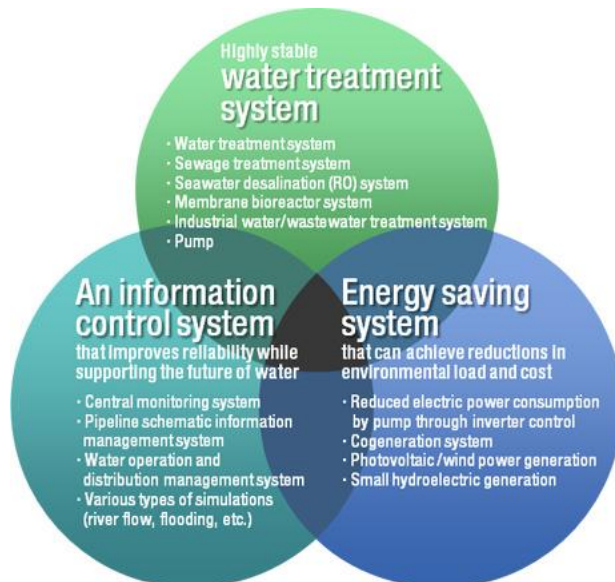 Highly stable
water treatment
system
· Water treatment system
· Sewage treatment system
· Seawater desalination (RO) system
· Membrane bioreactor system
· Industrial water/wastewater treatment system
· Pump
An information
control system
that improves reliability while
supporting the future of water
· Central monitoring system
· Pipeline schematic information
management system
· Water operation and
distribution management system
· Various types of simulations
(river flow, flooding, etc.)
Energy saving
system
that can achieve reductions in
environmental load and cost
· Reduced electric power consumption
by pump through inverter control
· Cogeneration system
· Photovoltaic/wind power generation
· Small hydroelectric generation